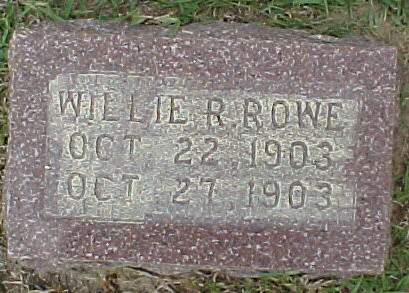 WILLIE R. ROWE
OCT. 22, 1903
OCT. 27, 1903